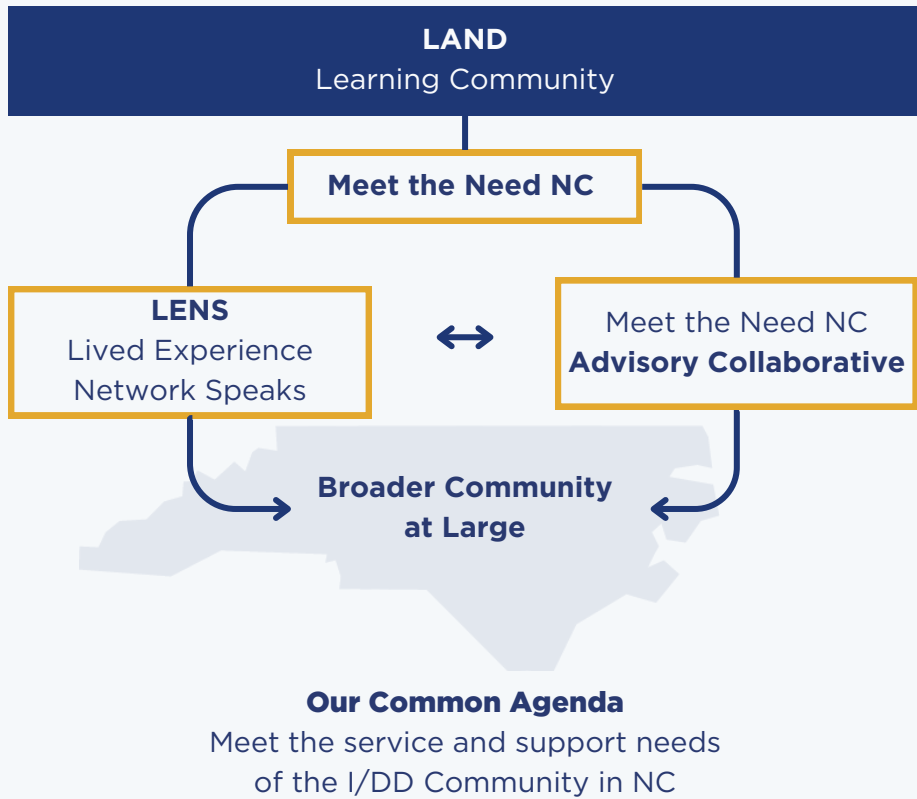 LAND
Learning Community
Meet the Need NC
LENS
Lived Experience
Network Speaks
Meet the Need NC
Advisory Collaborative
Broader Community
at Large
Our Common Agenda
Meet the service and support needs
of the I/DD Community in NC